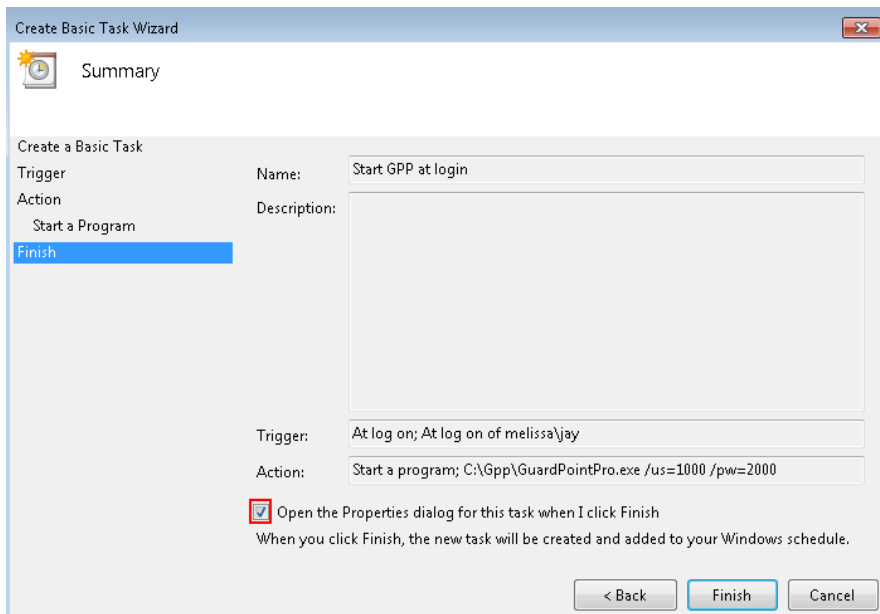 Create Basic Task Wizard
Summary
Create a Basic Task
Trigger
Action
Start a Program
Finish
Name: Start GPP at login
Description:
Trigger: At log on; At log on of melissa\jay
Action: Start a program; C:\Gpp\GuardPointPro.exe /us=1000 /pw=2000
Open the Properties dialog for this task when I click Finish
When you click Finish, the new task will be created and added to your Windows schedule.
< Back Finish Cancel